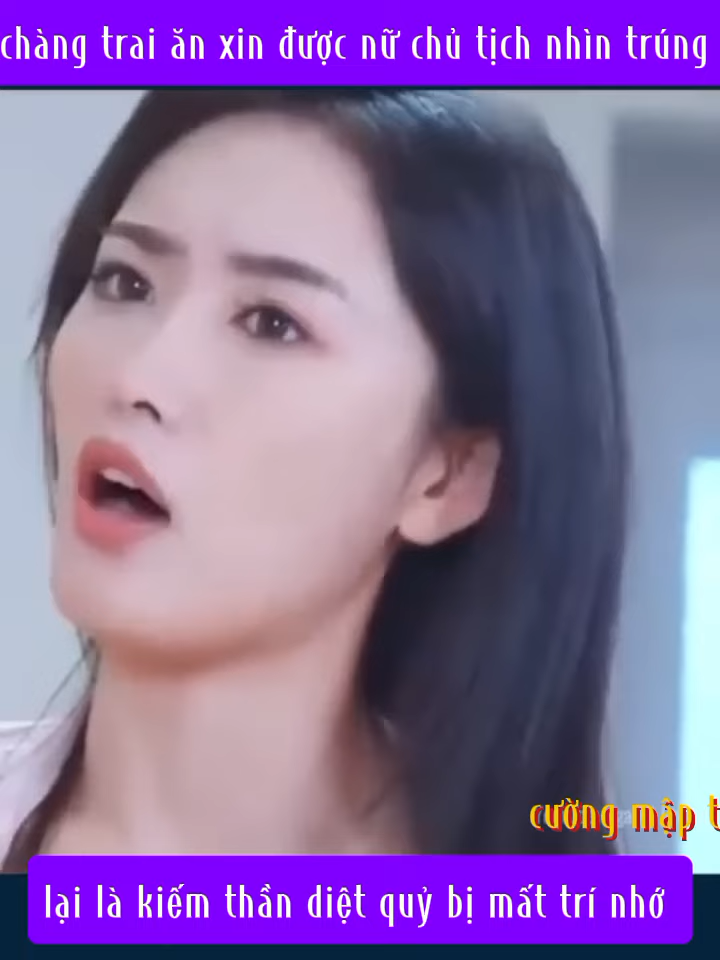 chàng trai ăn xin được nữ chủ tịch nhìn trúng
cường mập
lại là kiếm thần diệt quỷ bị mất trí nhớ